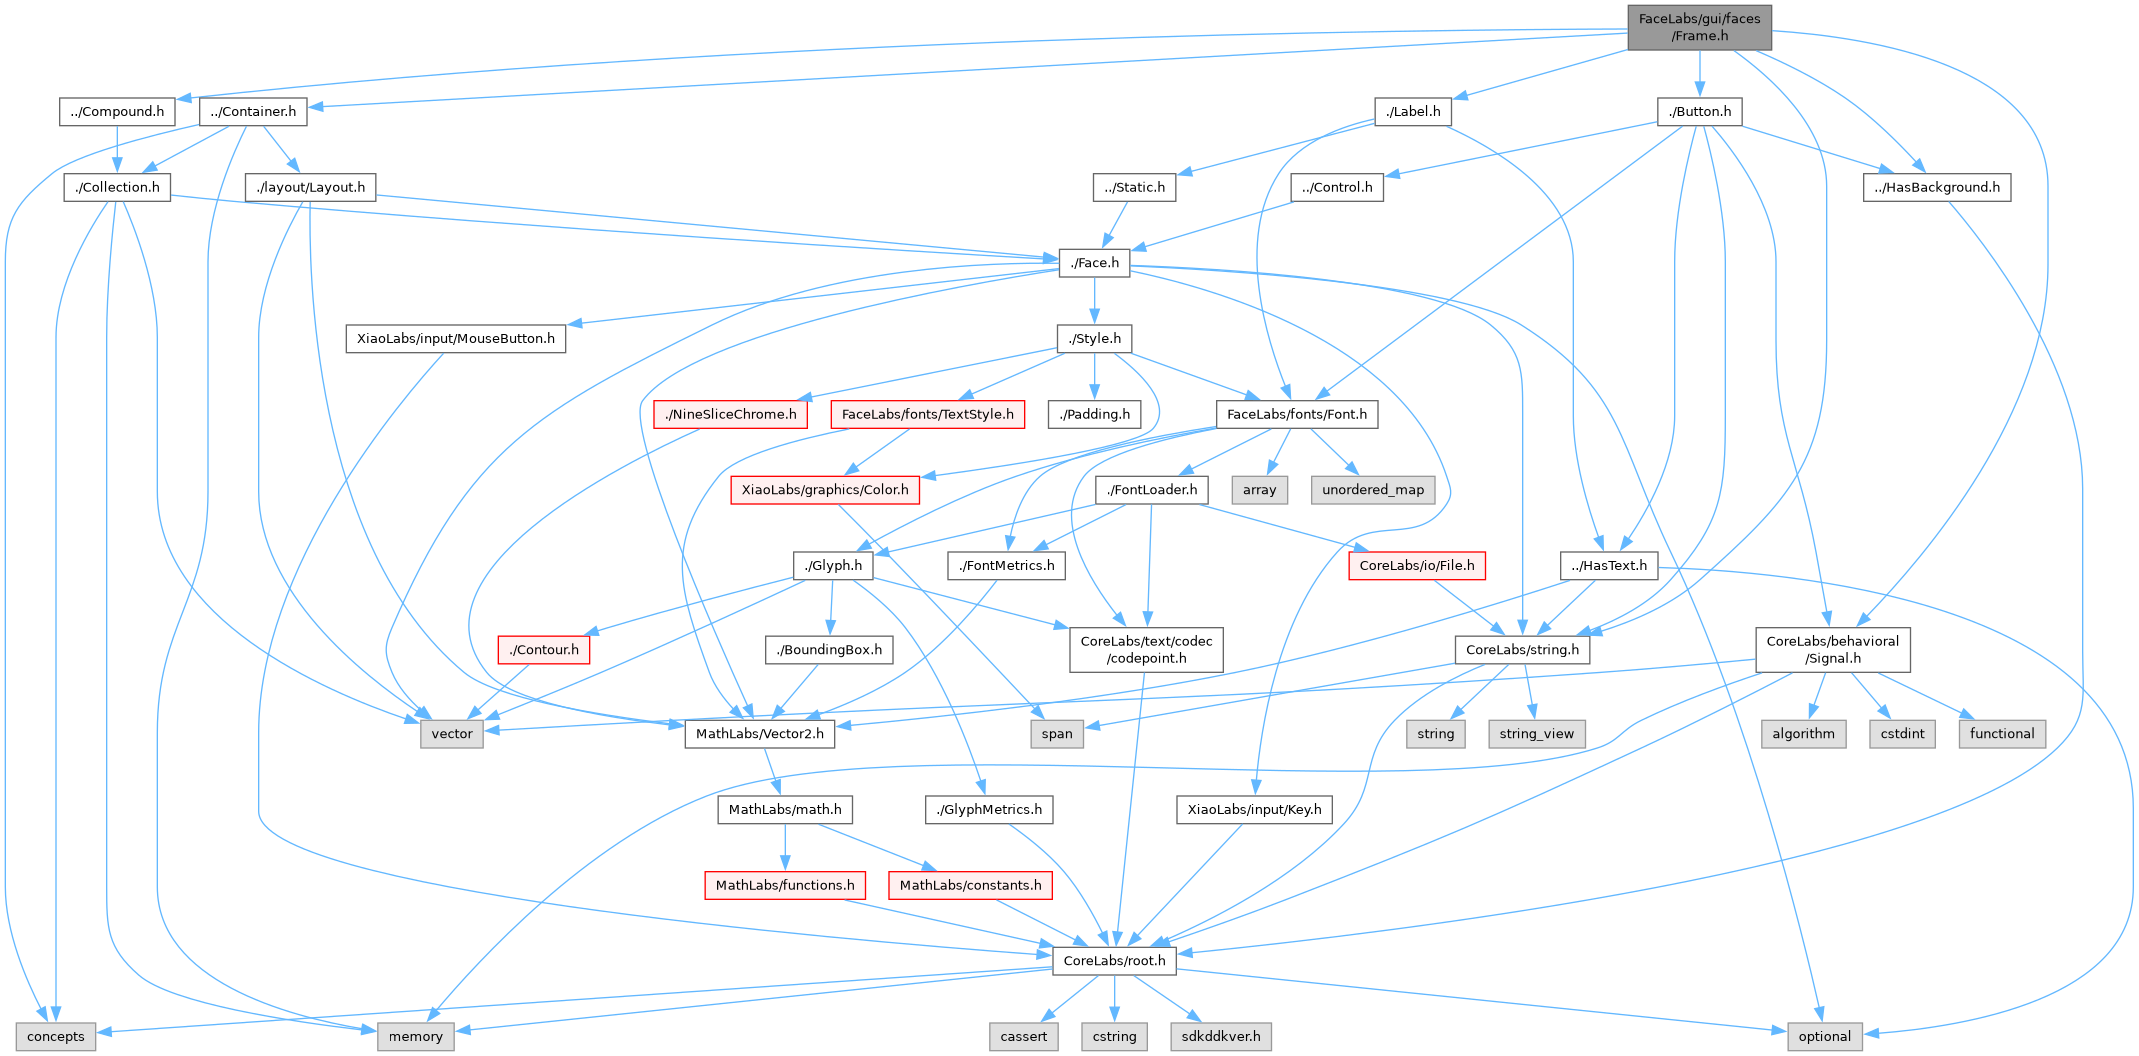 FaceLabs/gui/faces
/Frame.h
../Compound.h
../Container.h
./Label.h
./Button.h
./Collection.h
./layout/Layout.h
../Static.h
../Control.h
../HasBackground.h
./Face.h
XiaoLabs/input/MouseButton.h
./Style.h
./NineSliceChrome.h
FaceLabs/fonts/TextStyle.h
./Padding.h
FaceLabs/fonts/Font.h
XiaoLabs/graphics/Color.h
./FontLoader.h
array
unordered_map
./Glyph.h
./FontMetrics.h
CoreLabs/io/File.h
../HasText.h
./Contour.h
./BoundingBox.h
CoreLabs/text/codec
/codepoint.h
CoreLabs/string.h
CoreLabs/behavioral
/Signal.h
vector
MathLabs/Vector2.h
span
string
string_view
algorithm
cstdint
functional
MathLabs/math.h
./GlyphMetrics.h
XiaoLabs/input/Key.h
MathLabs/functions.h
MathLabs/constants.h
CoreLabs/root.h
concepts
memory
cassert
cstring
sdkddkver.h
optional